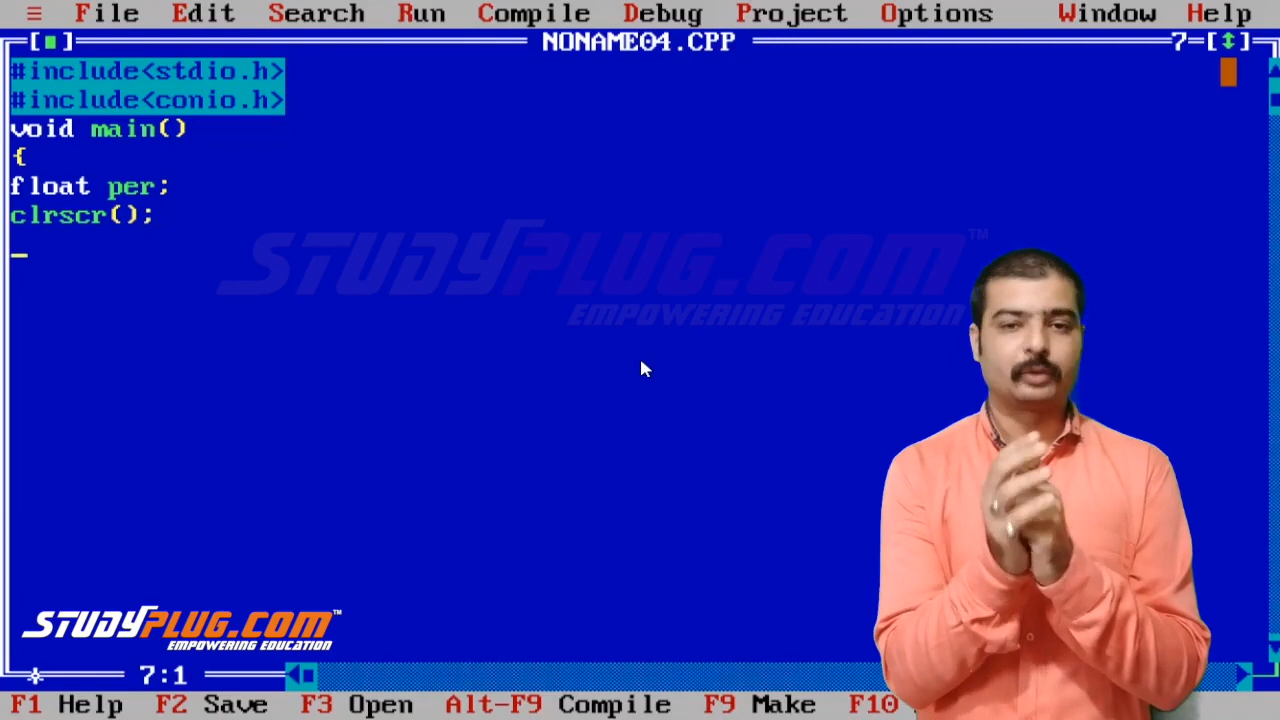 ≡ File Edit Search Run Compile Debug Project Options Window Help
[■] NONAME04.CPP 7=[↕]
#include<stdio.h>
#include<conio.h>
void main()
{
float per;
clrscr();
STUDYPLUG.COM™
EMPOWERING EDUCATION
STUDYPLUG.COM™
EMPOWERING EDUCATION
7:1
F1 Help F2 Save F3 Open Alt-F9 Compile F9 Make F10